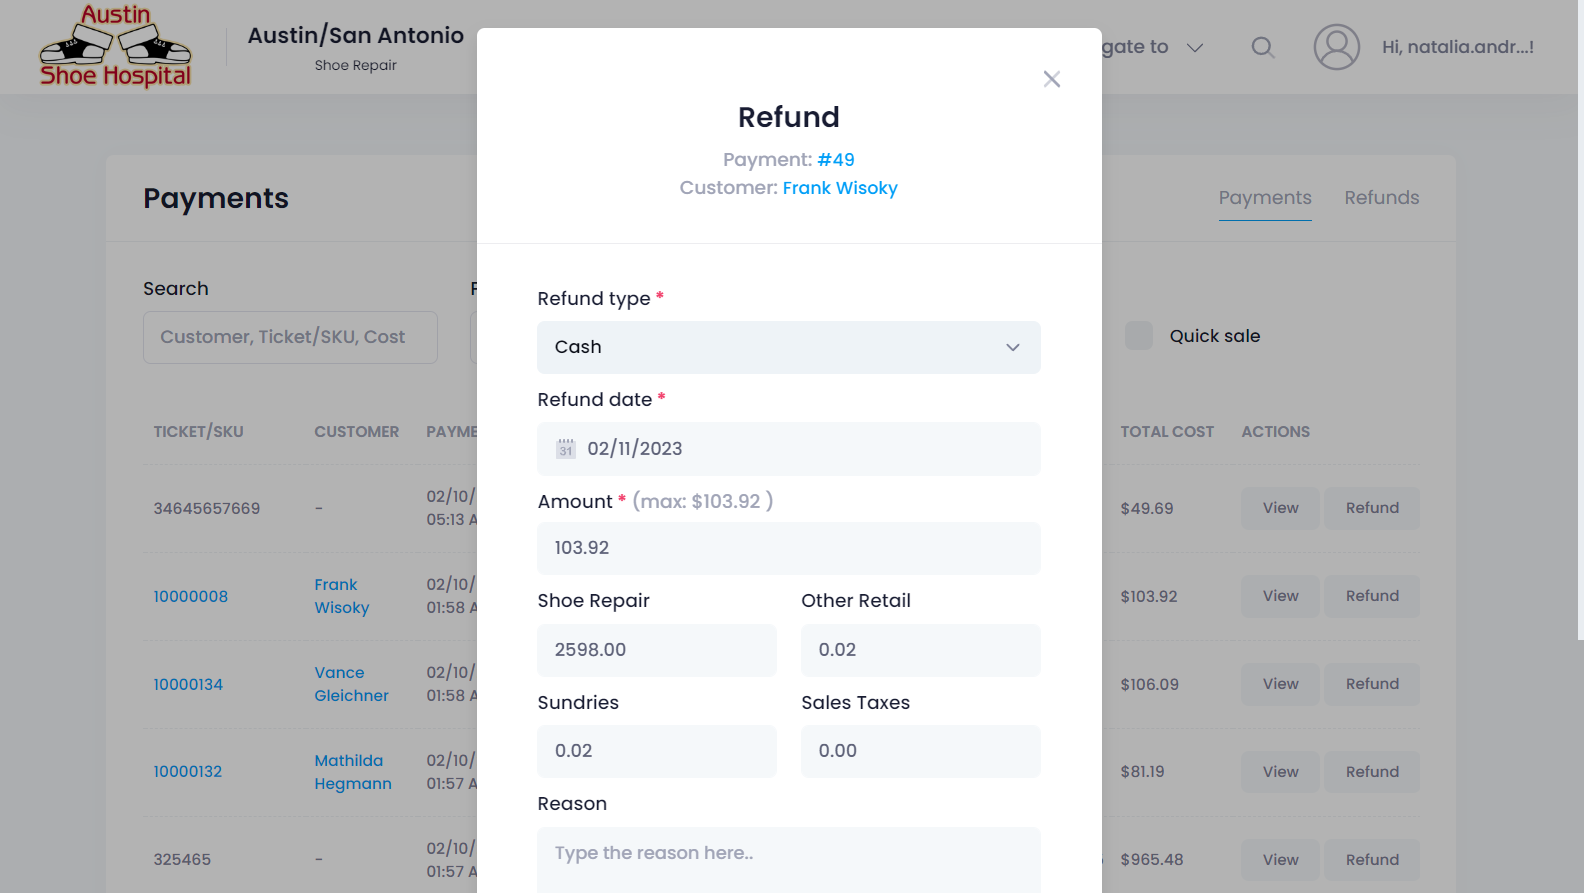 Austin
Shoe Hospital
Austin/San Antonio
Shoe Repair
gate to
Hi, natalia.andr...!
Payments
Payments
Refunds
Search
Customer, Ticket/SKU, Cost
Quick sale
TICKET/SKU CUSTOMER PAYME TOTAL COST ACTIONS
34645657669 - 02/10/ 05:13 A $49.69 View Refund
10000008 Frank Wisoky 02/10/ 01:58 A $103.92 View Refund
10000134 Vance Gleichner 02/10/ 01:58 A $106.09 View Refund
10000132 Mathilda Hegmann 02/10/ 01:57 A $81.19 View Refund
325465 - 02/10/ 01:57 A $965.48 View Refund
Refund
Payment: #49
Customer: Frank Wisoky
Refund type *
Cash
Refund date *
31 02/11/2023
Amount * (max: $103.92 )
103.92
Shoe Repair Other Retail
2598.00 0.02
Sundries Sales Taxes
0.02 0.00
Reason
Type the reason here..